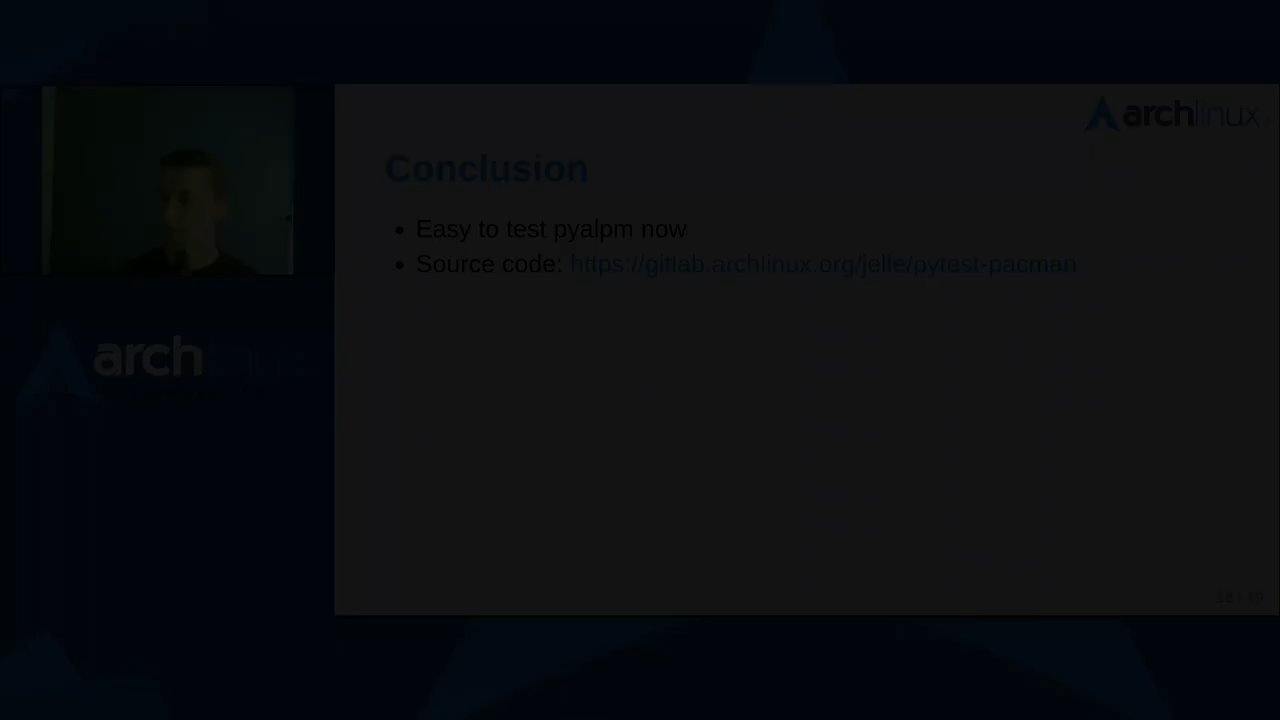 archlinux
Conclusion
Easy to test pyalpm now
Source code: https://gitlab.archlinux.org/jelle/pytest-pacman
arch